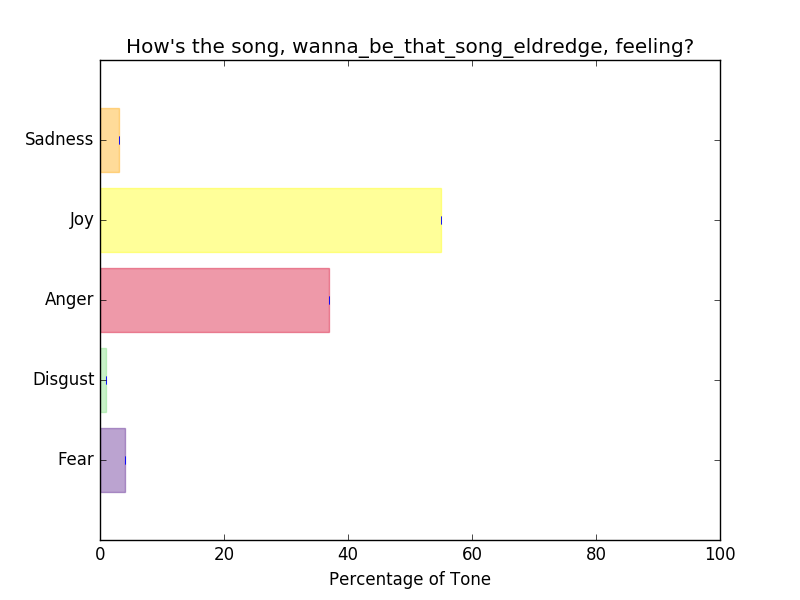 How's the song, wanna_be_that_song_eldredge, feeling?
Sadness
Joy
Anger
Disgust
Fear
0 20 40 60 80 100
Percentage of Tone